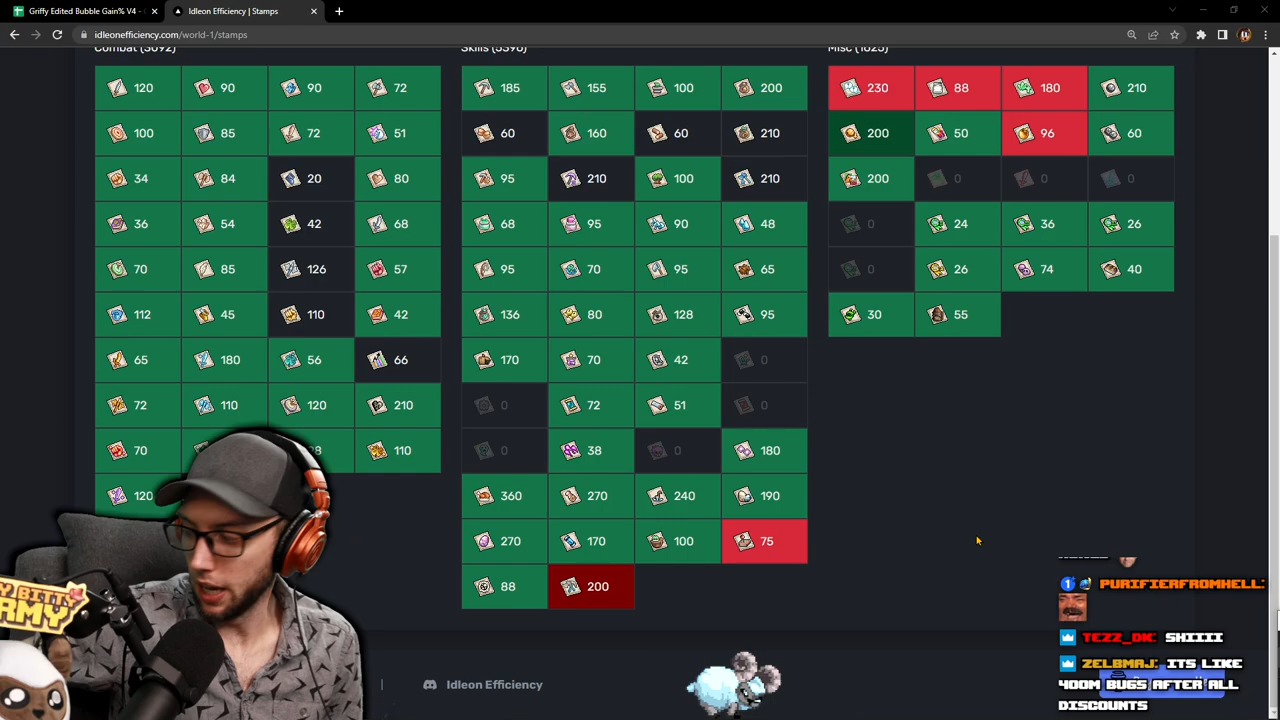 Griffy Edited Bubble Gain% V4 -
Idleon Efficiency | Stamps
idleonefficiency.com/world-1/stamps
Combat (3092)
Skills (5396)
Misc (1625)
120 90 90 72
100 85 72 51
34 84 20 80
36 54 42 68
70 85 126 57
112 45 110 42
65 180 56 66
72 110 120 210
70 110
120
185 155 100 200
60 160 60 210
95 210 100 210
68 95 90 48
95 70 95 65
136 80 128 95
170 70 42 0
0 72 51 0
0 38 0 180
360 270 240 190
270 170 100 75
88 200
230 88 180 210
200 50 96 60
200 0 0 0
0 24 36 26
0 26 74 40
30 55
ARMY
Idleon Efficiency
PURIFIERFROMHELL:
TEZZ_DK: SHIIII
ZELBMAJ: ITS LIKE
400M BUGS AFTER ALL
DISCOUNTS